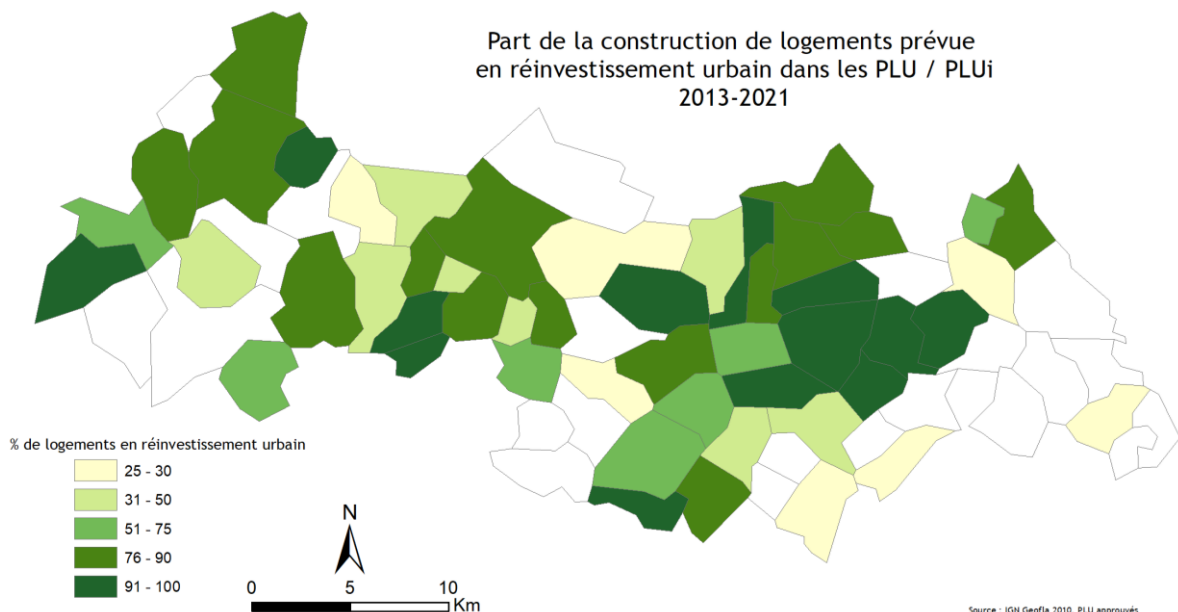 Part de la construction de logements prévue
en réinvestissement urbain dans les PLU / PLUi
2013-2021
% de logements en réinvestissement urbain
25 - 30
31 - 50
51 - 75
76 - 90
91 - 100
N
0 5 10
Km
Source : IGN Geofla 2010, PLU approuvés